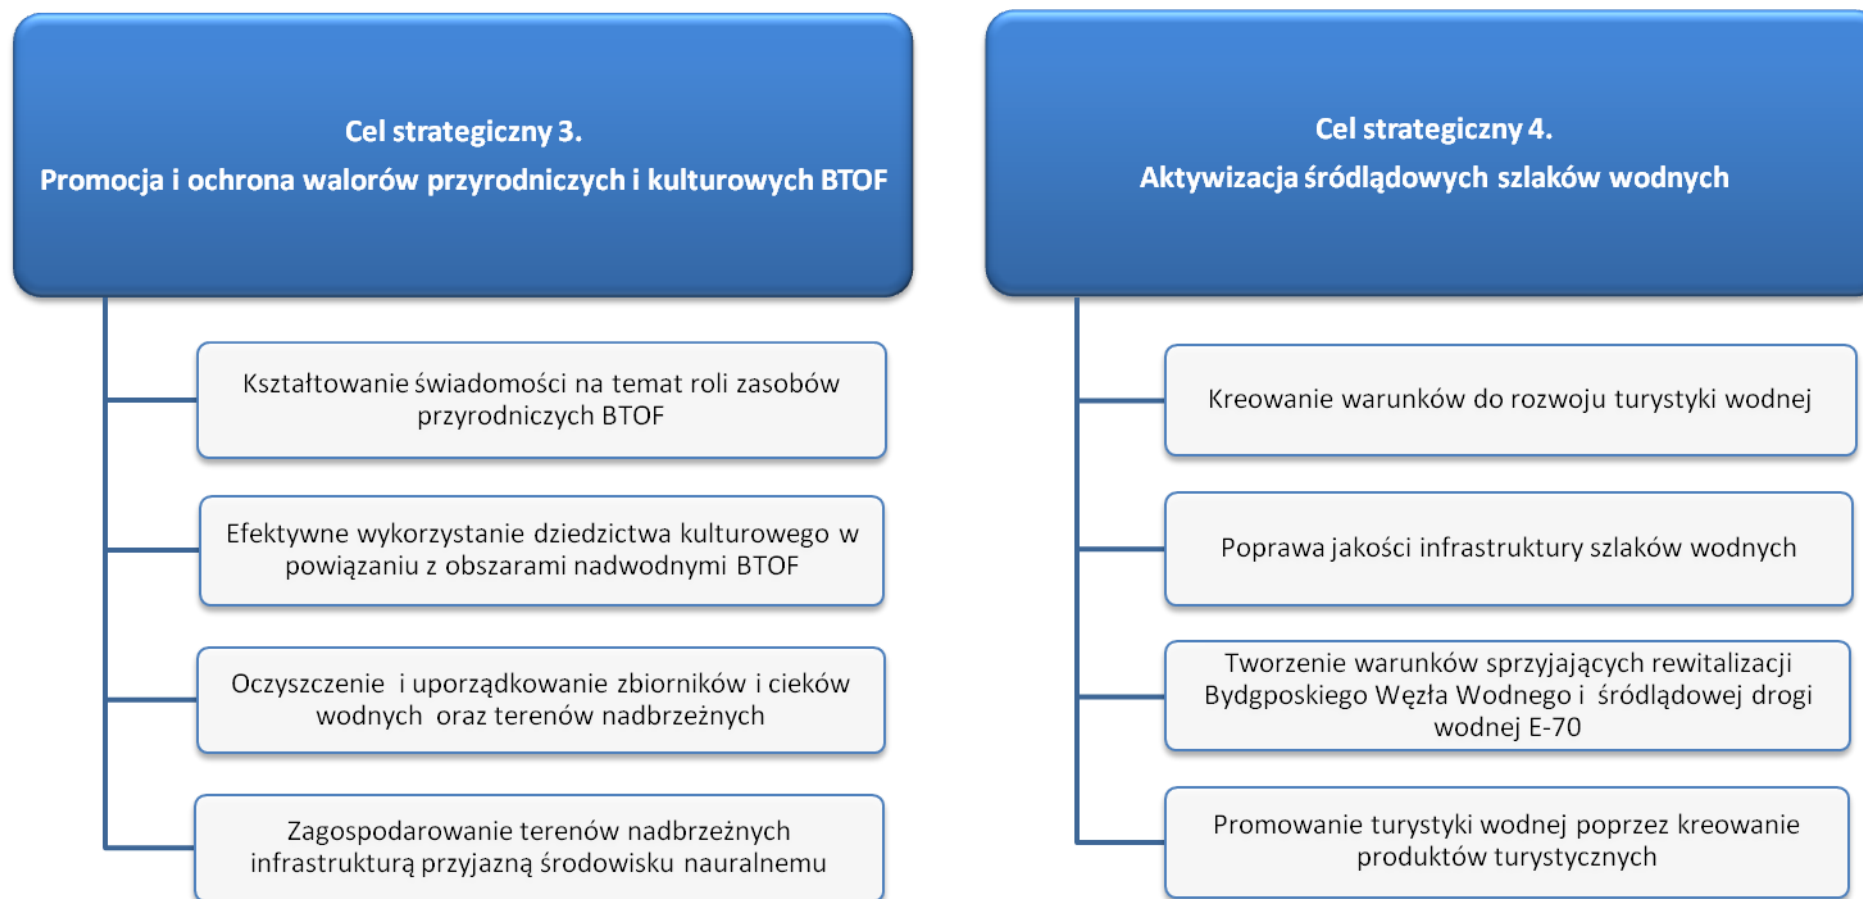 Cel strategiczny 3.
Promocja i ochrona walorów przyrodniczych i kulturowych BTOF
Kształtowanie świadomości na temat roli zasobów
przyrodniczych BTOF
Efektywne wykorzystanie dziedzictwa kulturowego w
powiązaniu z obszarami nadwodnymi BTOF
Oczyszczenie i uporządkowanie zbiorników i cieków
wodnych oraz terenów nadbrzeżnych
Zagospodarowanie terenów nadbrzeżnych
infrastrukturą przyjazną środowisku nauralnemu
Cel strategiczny 4.
Aktywizacja śródlądowych szlaków wodnych
Kreowanie warunków do rozwoju turystyki wodnej
Poprawa jakości infrastruktury szlaków wodnych
Tworzenie warunków sprzyjających rewitalizacji
Bydgposkiego Węzła Wodnego i śródlądowej drogi
wodnej E-70
Promowanie turystyki wodnej poprzez kreowanie
produktów turystycznych